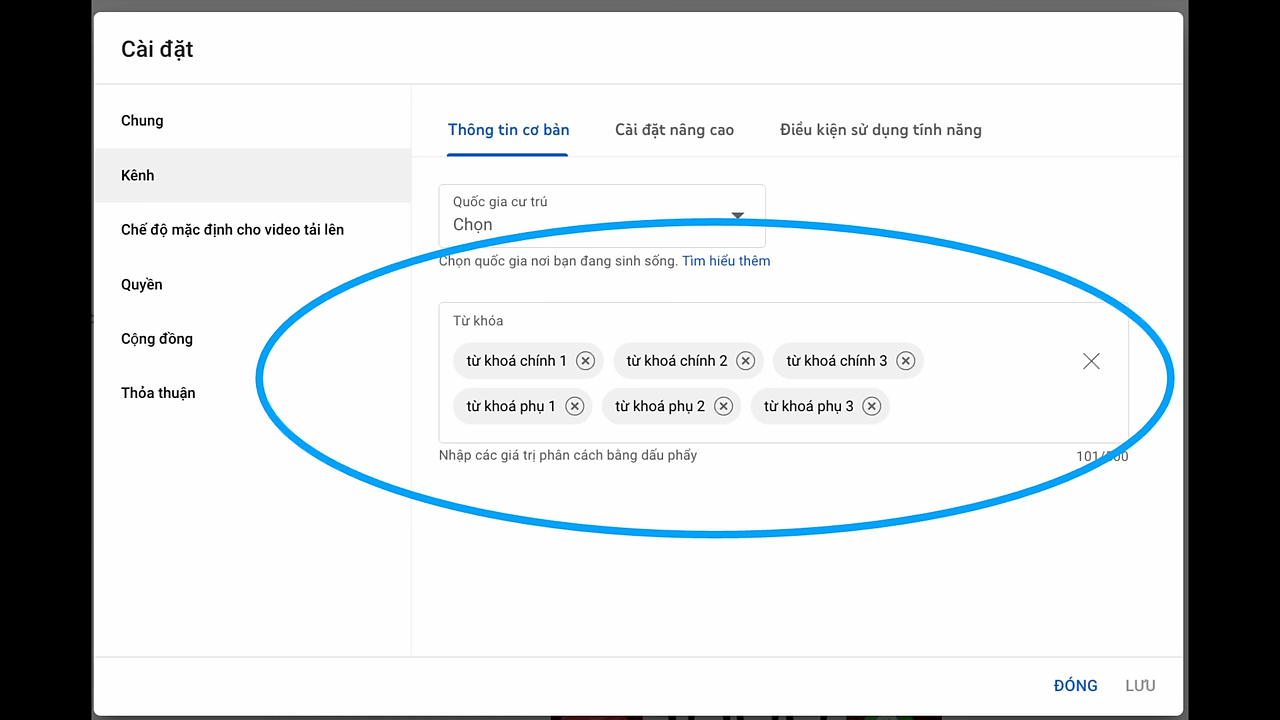 Cài đặt
Chung
Kênh
Chế độ mặc định cho video tải lên
Quyền
Cộng đồng
Thỏa thuận
Thông tin cơ bản
Cài đặt nâng cao
Điều kiện sử dụng tính năng
Quốc gia cư trú
Chọn
Chọn quốc gia nơi bạn đang sinh sống. Tìm hiểu thêm
Từ khóa
từ khoá chính 1 từ khoá chính 2 từ khoá chính 3
từ khoá phụ 1 từ khoá phụ 2 từ khoá phụ 3
Nhập các giá trị phân cách bằng dấu phẩy
101/500
ĐÓNG LƯU